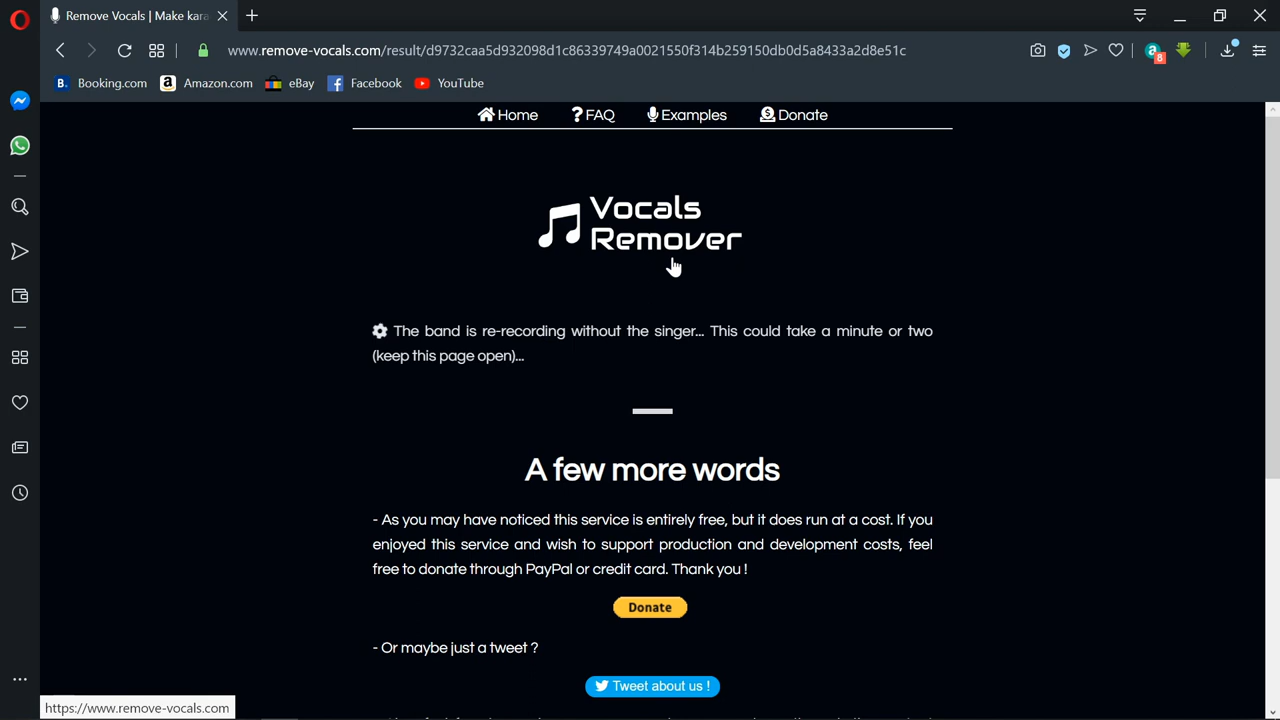 Remove Vocals | Make kara
www.remove-vocals.com/result/d9732caa5d932098d1c86339749a0021550f314b259150db0d5a8433a2d8e51c
8
B. Booking.com Amazon.com eBay Facebook YouTube
Home FAQ Examples Donate
Vocals
Remover
The band is re-recording without the singer... This could take a minute or two
(keep this page open)...
A few more words
- As you may have noticed this service is entirely free, but it does run at a cost. If you
enjoyed this service and wish to support production and development costs, feel
free to donate through PayPal or credit card. Thank you !
Donate
- Or maybe just a tweet ?
Tweet about us !
https://www.remove-vocals.com